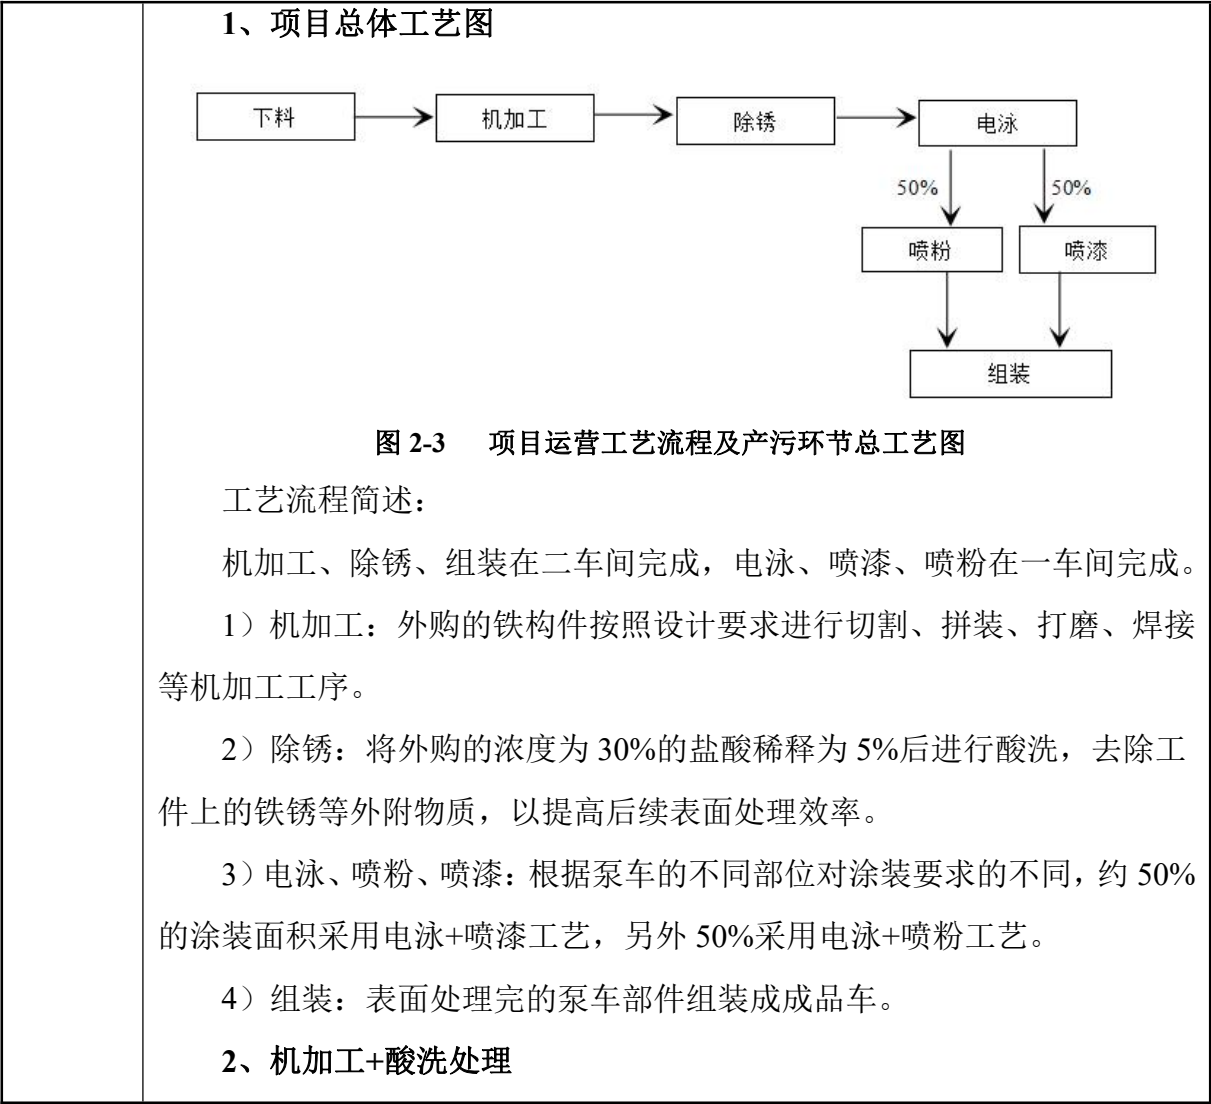 1、项目总体工艺图
下料
机加工
除锈
电泳
50%
50%
喷粉
喷漆
组装
图 2-3 项目运营工艺流程及产污环节总工艺图
工艺流程简述：
机加工、除锈、组装在二车间完成，电泳、喷漆、喷粉在一车间完成。
1）机加工：外购的铁构件按照设计要求进行切割、拼装、打磨、焊接
等机加工工序。
2）除锈：将外购的浓度为 30%的盐酸稀释为 5%后进行酸洗，去除工
件上的铁锈等外附物质，以提高后续表面处理效率。
3）电泳、喷粉、喷漆：根据泵车的不同部位对涂装要求的不同，约 50%
的涂装面积采用电泳+喷漆工艺，另外 50%采用电泳+喷粉工艺。
4）组装：表面处理完的泵车部件组装成成品车。
2、机加工+酸洗处理